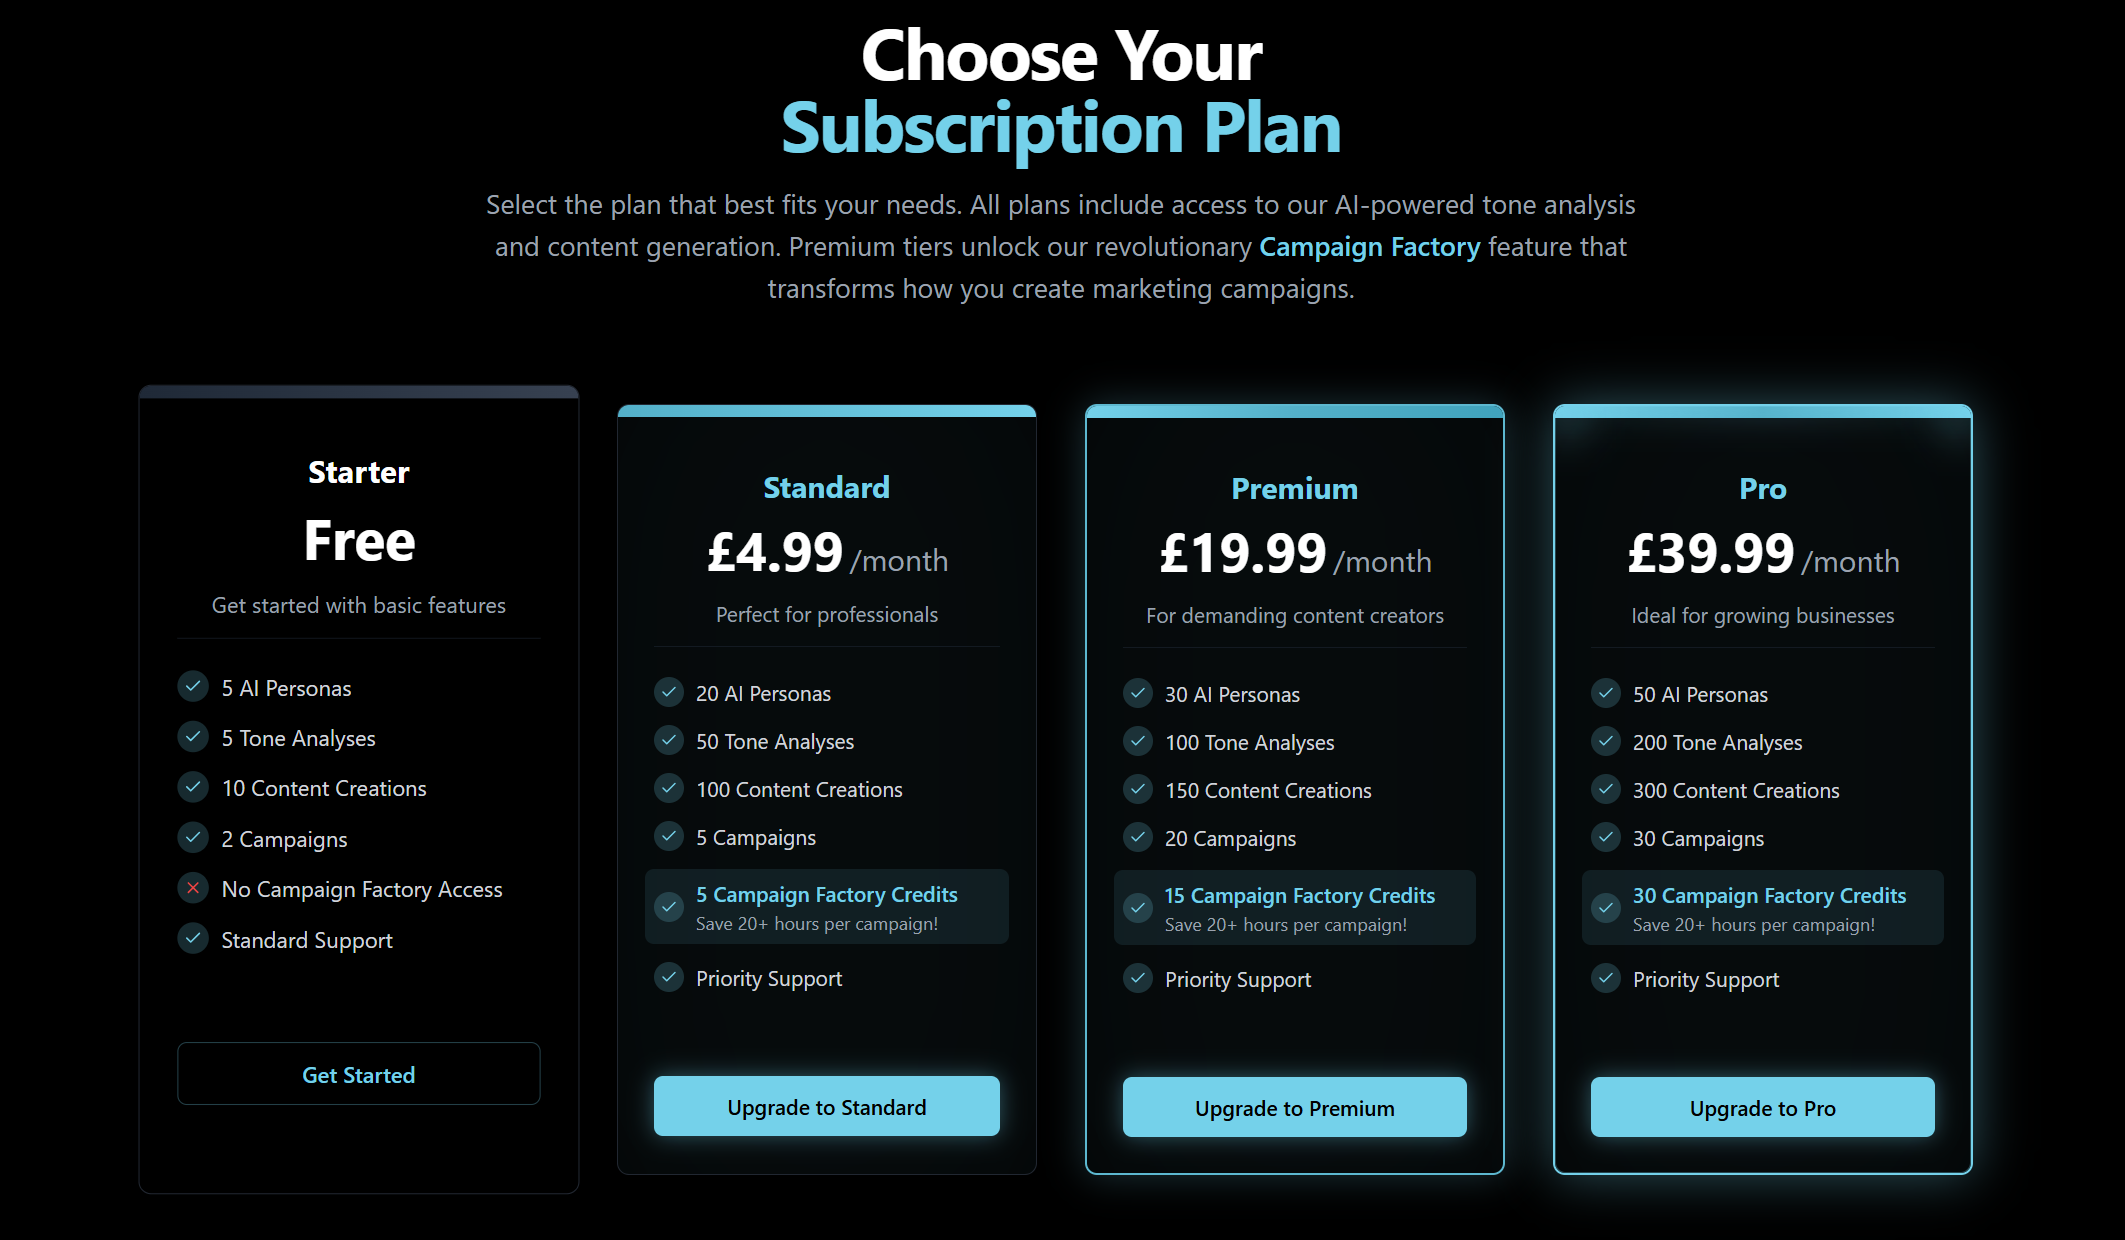 Choose Your
Subscription Plan
Select the plan that best fits your needs. All plans include access to our AI-powered tone analysis
and content generation. Premium tiers unlock our revolutionary Campaign Factory feature that
transforms how you create marketing campaigns.
Starter
Free
Get started with basic features
5 AI Personas
5 Tone Analyses
10 Content Creations
2 Campaigns
No Campaign Factory Access
Standard Support
Get Started
Standard
£4.99 /month
Perfect for professionals
20 AI Personas
50 Tone Analyses
100 Content Creations
5 Campaigns
5 Campaign Factory Credits
Save 20+ hours per campaign!
Priority Support
Upgrade to Standard
Premium
£19.99 /month
For demanding content creators
30 AI Personas
100 Tone Analyses
150 Content Creations
20 Campaigns
15 Campaign Factory Credits
Save 20+ hours per campaign!
Priority Support
Upgrade to Premium
Pro
£39.99 /month
Ideal for growing businesses
50 AI Personas
200 Tone Analyses
300 Content Creations
30 Campaigns
30 Campaign Factory Credits
Save 20+ hours per campaign!
Priority Support
Upgrade to Pro